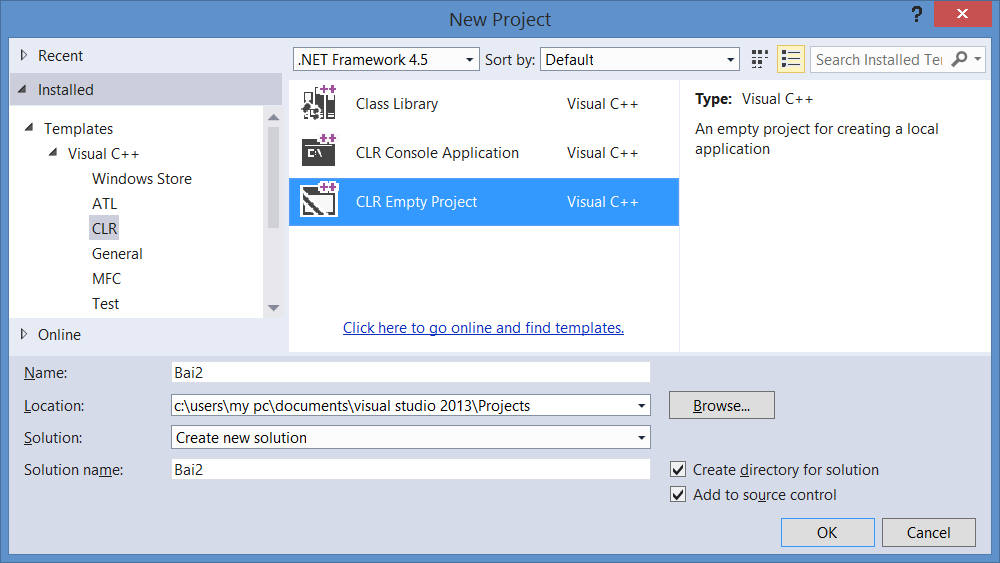 New Project
?
Recent
Installed
Templates
Visual C++
Windows Store
ATL
CLR
General
MFC
Test
Online
.NET Framework 4.5
Sort by: Default
Search Installed Te
Class Library Visual C++
CLR Console Application Visual C++
CLR Empty Project Visual C++
Click here to go online and find templates.
Type: Visual C++
An empty project for creating a local
application
Name: Bai2
Location: c:\users\my pc\documents\visual studio 2013\Projects
Browse...
Solution: Create new solution
Solution name: Bai2
Create directory for solution
Add to source control
OK Cancel